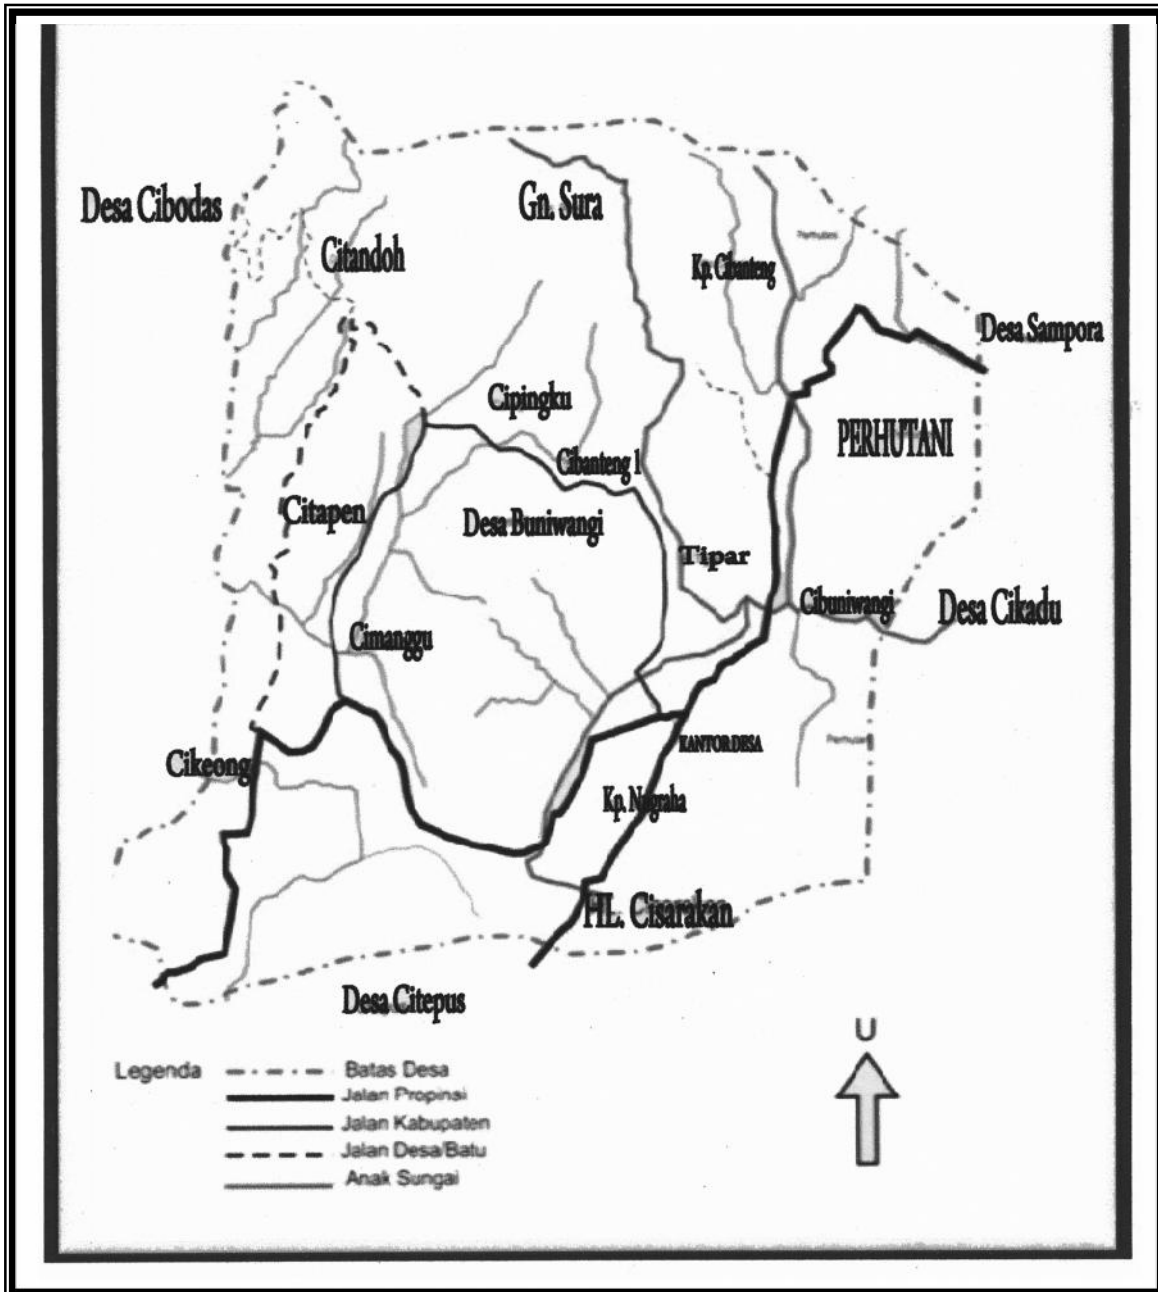 Desa Cibodas
Gn. Sura
Citandoh
Perhutani
Kp. Cibanteng
Desa Sampora
Cipingku
PERHUTANI
Cibanteng 1
Citapen
Desa Buniwangi
Tipar
Cibuniwangi
Desa Cikadu
Cimanggu
KANTOR DESA
Perhutani
Cikeong
Kp. Nagraha
HL. Cisarakan
Desa Citepus
U
Legenda
Batas Desa
Jalan Propinsi
Jalan Kabupaten
Jalan Desa/Batu
Anak Sungai